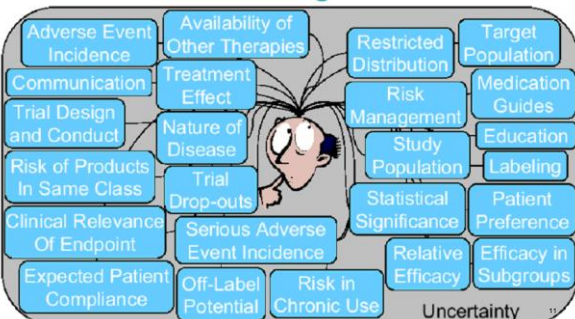 Adverse Event
Incidence
Availability of
Other Therapies
Restricted
Distribution
Target
Population
Communication
Treatment
Effect
Risk
Management
Medication
Guides
Trial Design
and Conduct
Nature of
Disease
Study
Population
Education
Labeling
Risk of Products
In Same Class
Trial
Drop-outs
Statistical
Significance
Patient
Preference
Clinical Relevance
Of Endpoint
Serious Adverse
Event Incidence
Relative
Efficacy
Efficacy in
Subgroups
Expected Patient
Compliance
Off-Label
Potential
Risk in
Chronic Use
Uncertainty
11